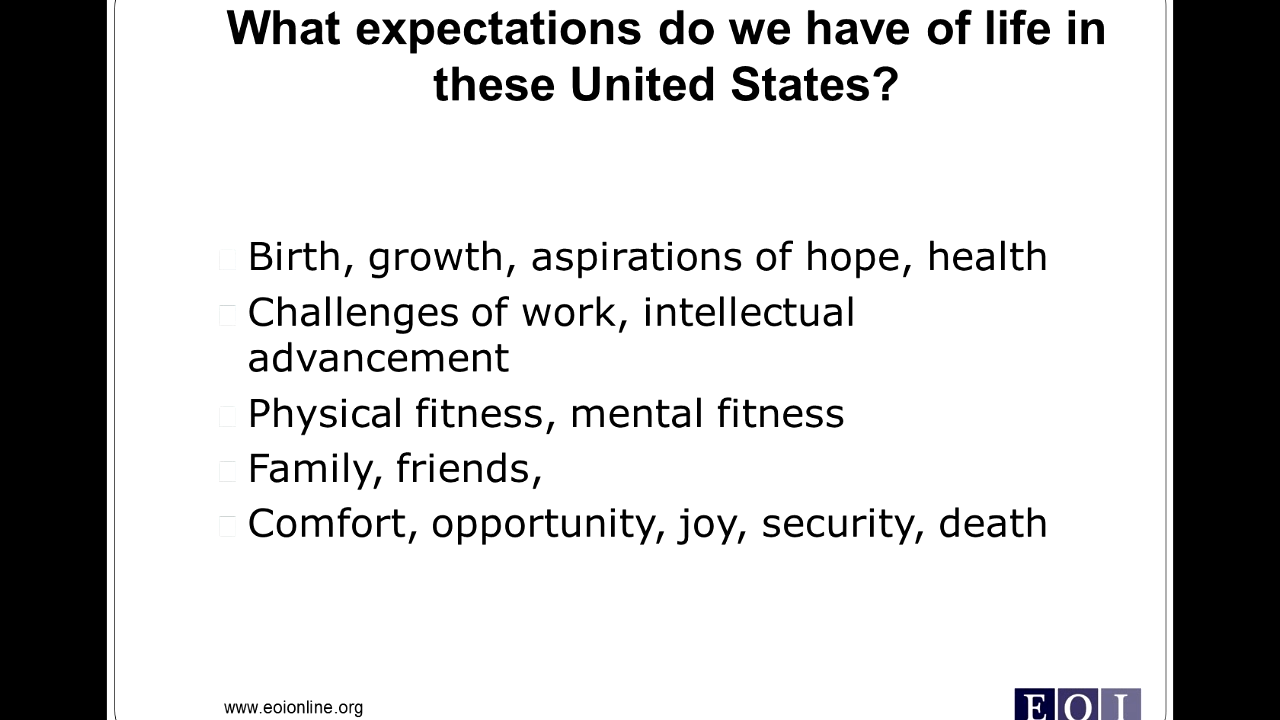 What expectations do we have of life in
these United States?
Birth, growth, aspirations of hope, health
Challenges of work, intellectual
advancement
Physical fitness, mental fitness
Family, friends,
Comfort, opportunity, joy, security, death
www.eoionline.org
EOI